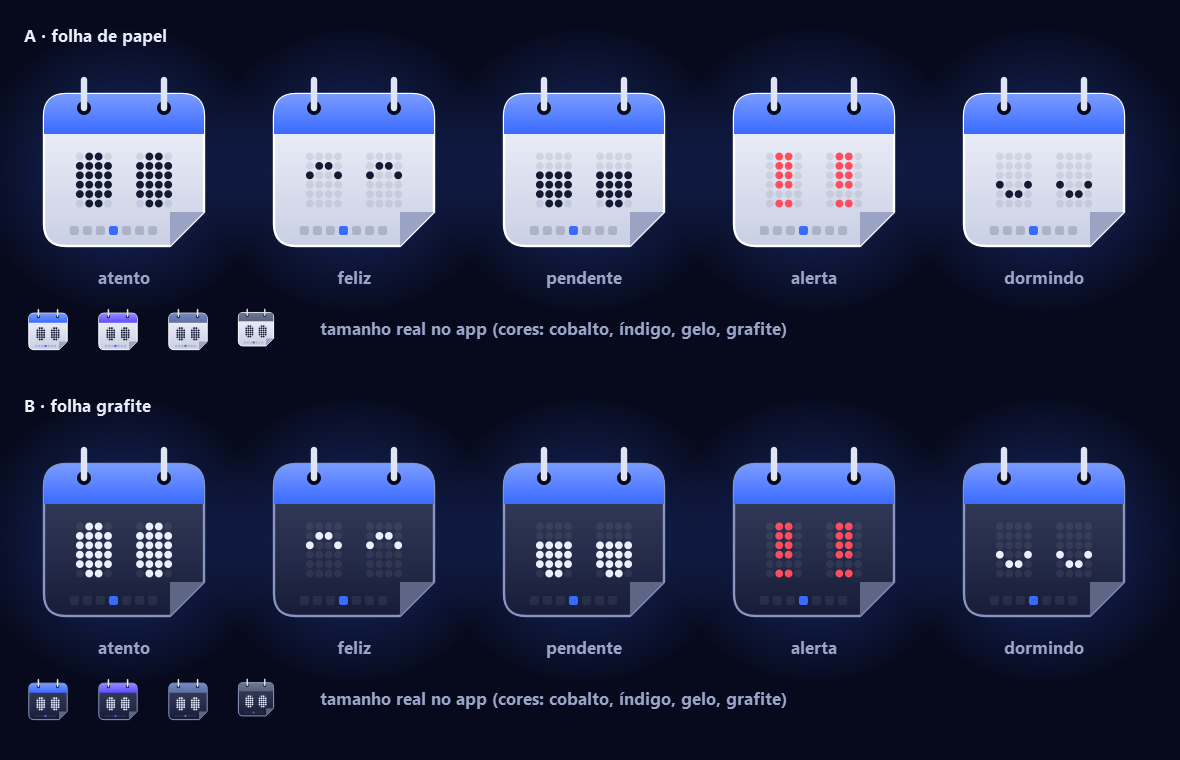 A · folha de papel
atento
feliz
pendente
alerta
dormindo
tamanho real no app (cores: cobalto, índigo, gelo, grafite)
B · folha grafite
atento
feliz
pendente
alerta
dormindo
tamanho real no app (cores: cobalto, índigo, gelo, grafite)